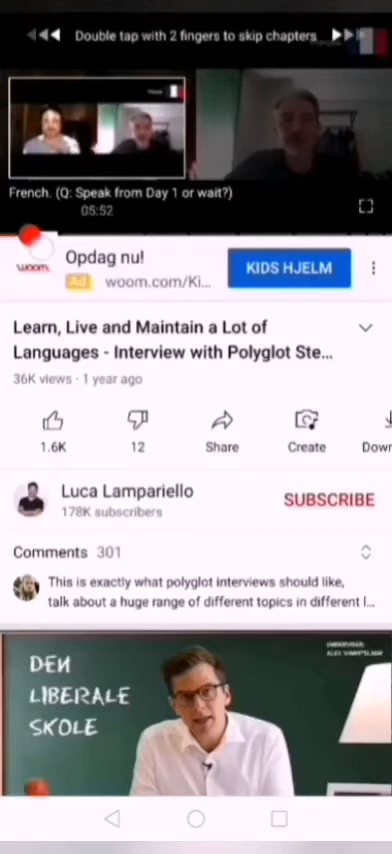 Double tap with 2 fingers to skip chapters
French. (Q: Speak from Day 1 or wait?)
05:52
woom
Opdag nu!
Ad woom.com/Ki...
KIDS HJELM
Learn, Live and Maintain a Lot of
Languages - Interview with Polyglot Ste...
36K views · 1 year ago
1.6K
12
Share
Create
Down
Luca Lampariello
178K subscribers
SUBSCRIBE
Comments 301
This is exactly what polyglot interviews should like,
talk about a huge range of different topics in different l...
DEN
LIBERALE
SKOLE